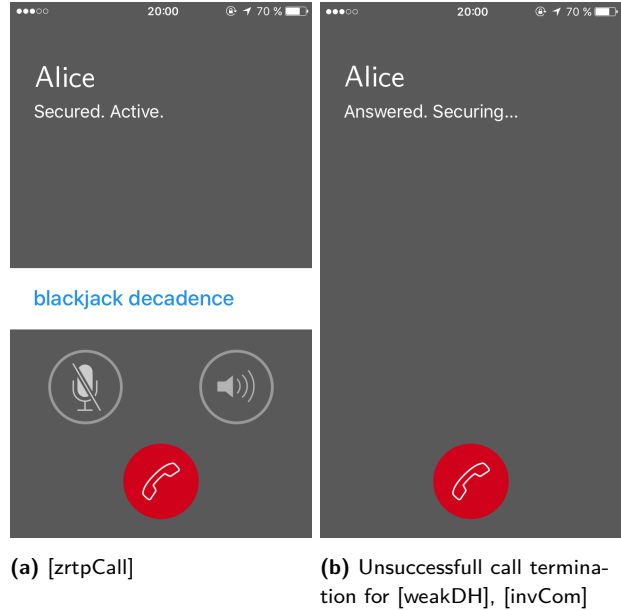 20:00
70 %
Alice
Secured. Active.
blackjack decadence
(a) [zrtpCall]
20:00
70 %
Alice
Answered. Securing...
(b) Unsuccessfull call termina-
tion for [weakDH], [invCom]